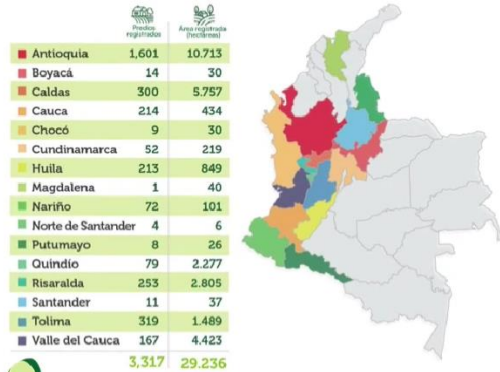 Predios registrados Área registrada (hectáreas)
Antioquia 1,601 10.713
Boyacá 14 30
Caldas 300 5.757
Cauca 214 434
Chocó 9 30
Cundinamarca 52 219
Huila 213 849
Magdalena 1 40
Nariño 72 101
Norte de Santander 4 6
Putumayo 8 26
Quindío 79 2.277
Risaralda 253 2.805
Santander 11 37
Tolima 319 1.489
Valle del Cauca 167 4.423
3,317 29.236